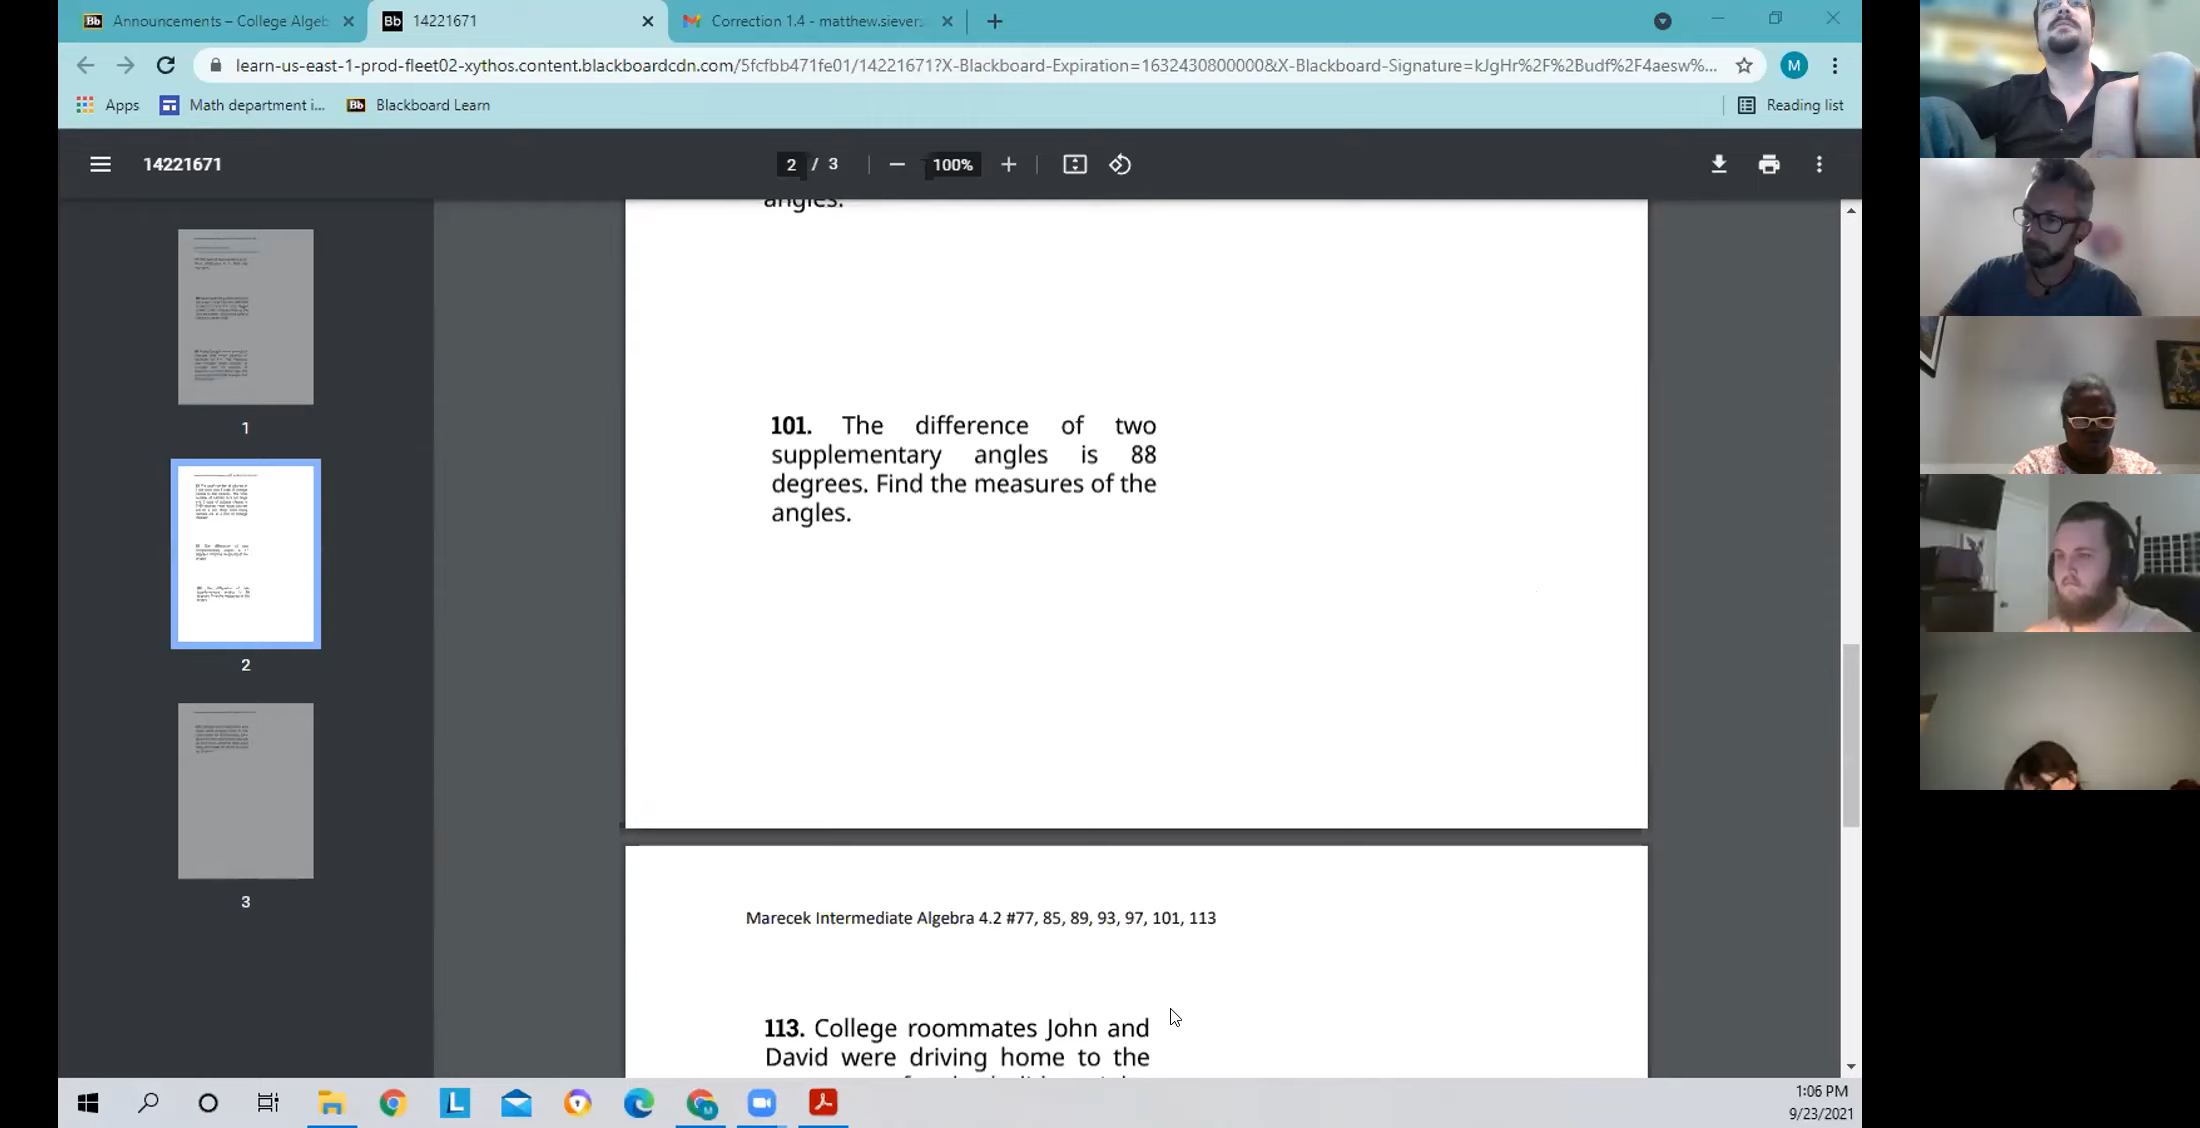 Announcements – College Algeb
14221671
Correction 1.4 - matthew.sievers
learn-us-east-1-prod-fleet02-xythos.content.blackboardcdn.com/5fcfbb471fe01/14221671?X-Blackboard-Expiration=1632430800000&X-Blackboard-Signature=kJgHr%2F%2Budf%2F4aesw%...
M
Apps
Math department i...
Blackboard Learn
Reading list
14221671
2 / 3
100%
angles.
101. The difference of two
supplementary angles is 88
degrees. Find the measures of the
angles.
1
2
3
Marecek Intermediate Algebra 4.2 #77, 85, 89, 93, 97, 101, 113
113. College roommates John and
David were driving home to the
1:06 PM
9/23/2021